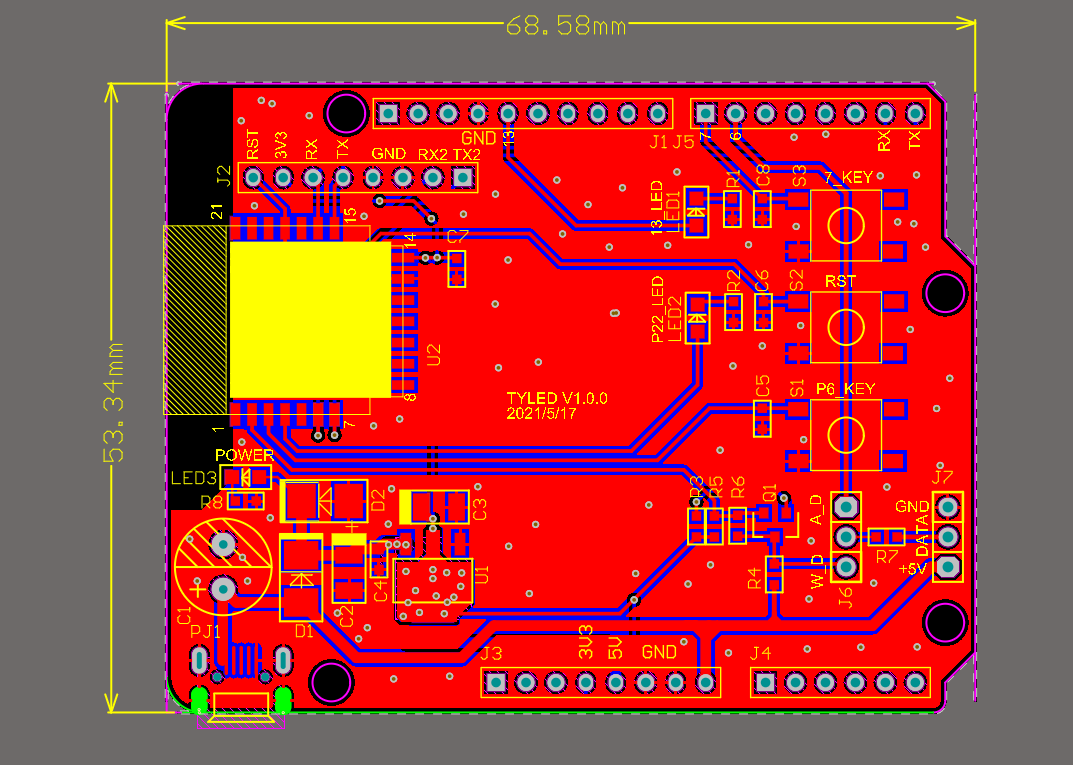 68.58mm
53.34mm
GND
13
J1
J5
7
6
RX
TX
J2
RST
3V3
RX
TX
GND
RX2
TX2
21
15
14
C7
U2
8
1
7
13_LED
LED1
R1
C8
S3
7_KEY
P22_LED
LED2
R2
C6
S2
RST
TYLED V1.0.0
2021/5/17
C5
S1
P6_KEY
POWER
LED3
R8
D2
C3
R3
R5
R6
Q1
A_D
W_D
J6
J7
GND
DATA
+5V
R7
R4
C1
PJ1
D1
C2
C4
U1
J3
3V3
5V
GND
J4